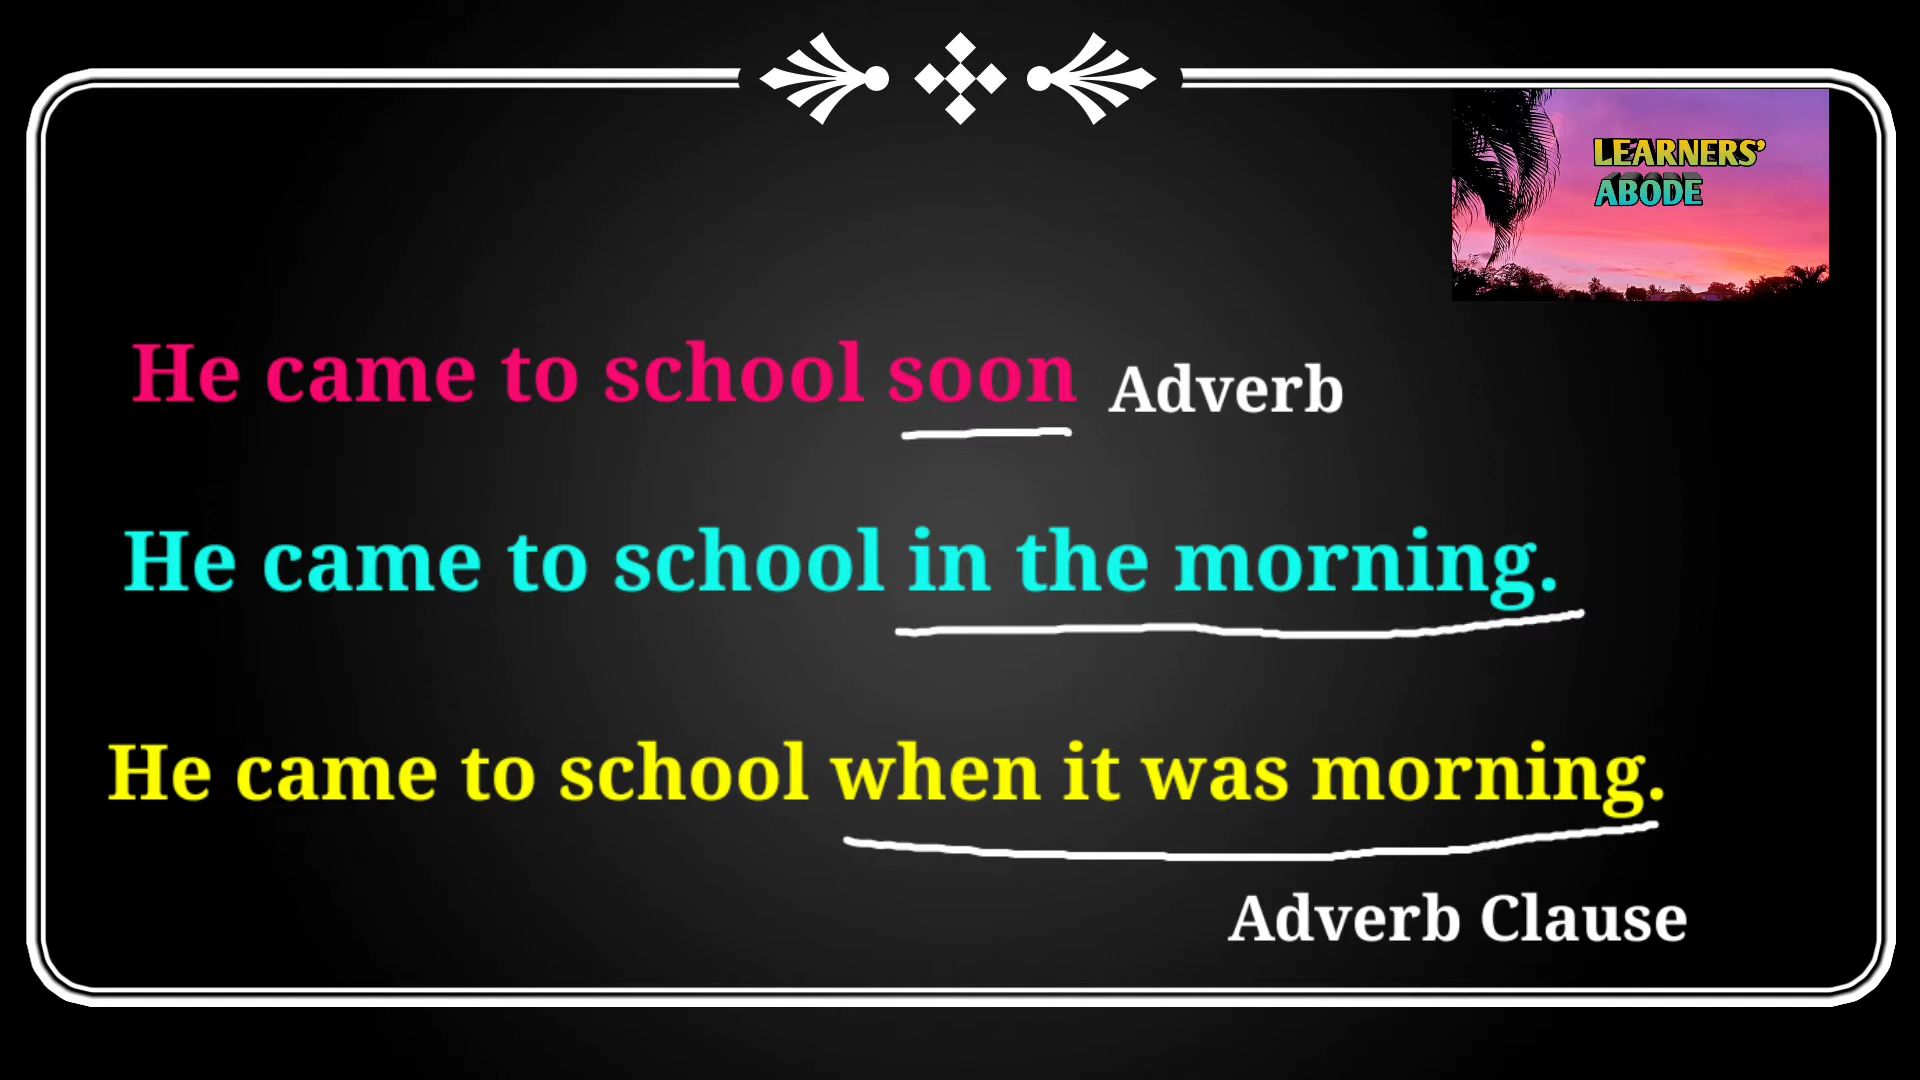 LEARNERS'
ABODE
He came to school soon Adverb
He came to school in the morning.
He came to school when it was morning.
Adverb Clause